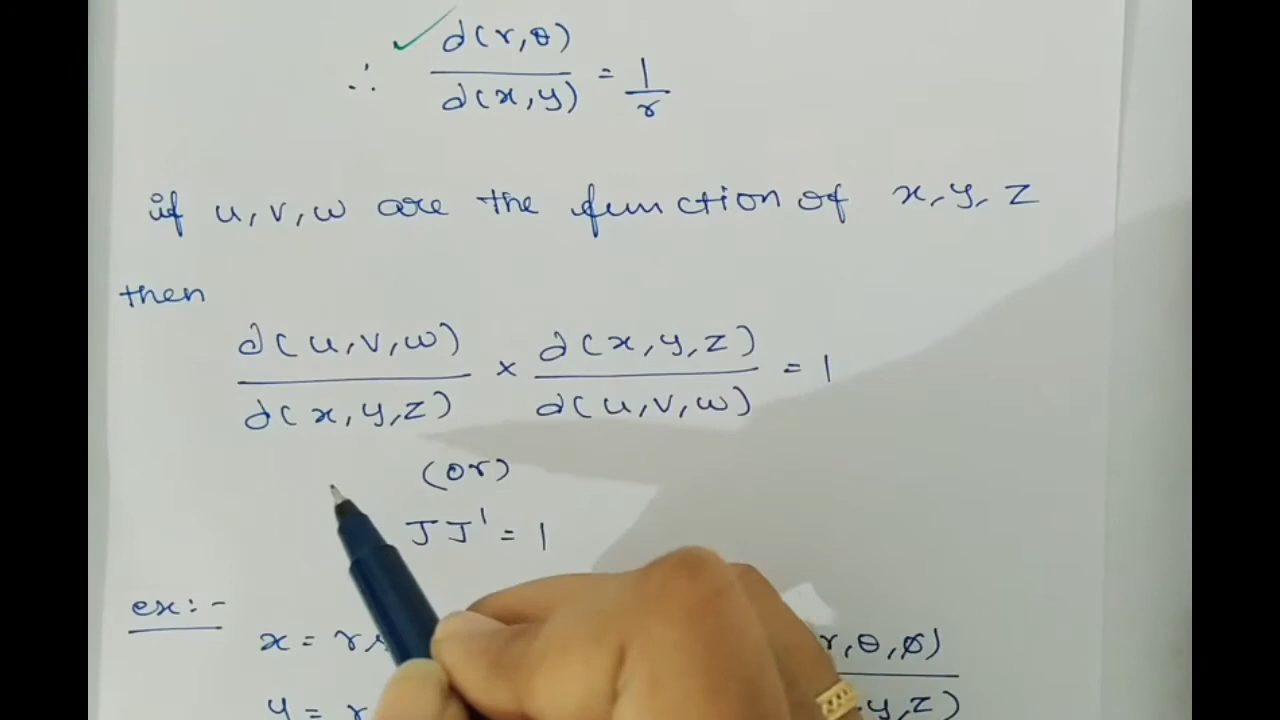 ∴ ∂(r,θ)/∂(x,y) = 1/r
if u,v,w are the function of x,y,z
then
∂(u,v,w)/∂(x,y,z) × ∂(x,y,z)/∂(u,v,w) = 1
(or)
JJ' = 1
ex:-
x = r r,θ,φ)
y = r y,z)